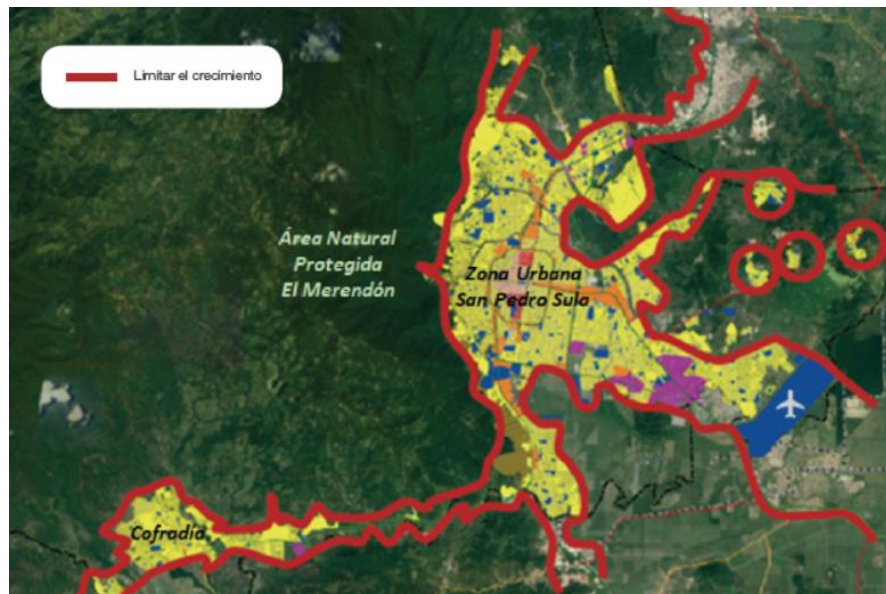 Limitar el crecimiento
Área Natural
Protegida
El Merendón
Zona Urbana
San Pedro Sula
Cofradía